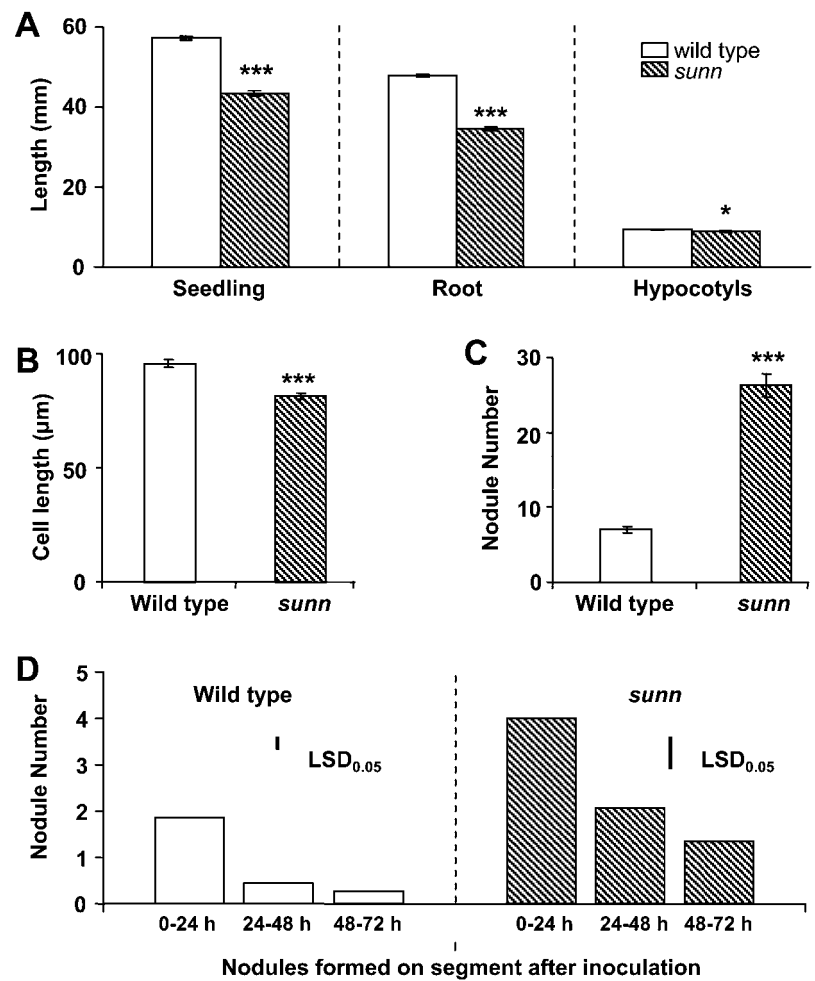 A
60
40
20
0
Length (mm)
***
***
*
wild type
sunn
Seedling Root Hypocotyls
B
100
50
0
Cell length (µm)
***
Wild type sunn
C
30
20
10
0
Nodule Number
***
Wild type sunn
D
5
4
3
2
1
0
Nodule Number
Wild type
LSD0.05
sunn
LSD0.05
0-24 h 24-48 h 48-72 h 0-24 h 24-48 h 48-72 h
Nodules formed on segment after inoculation